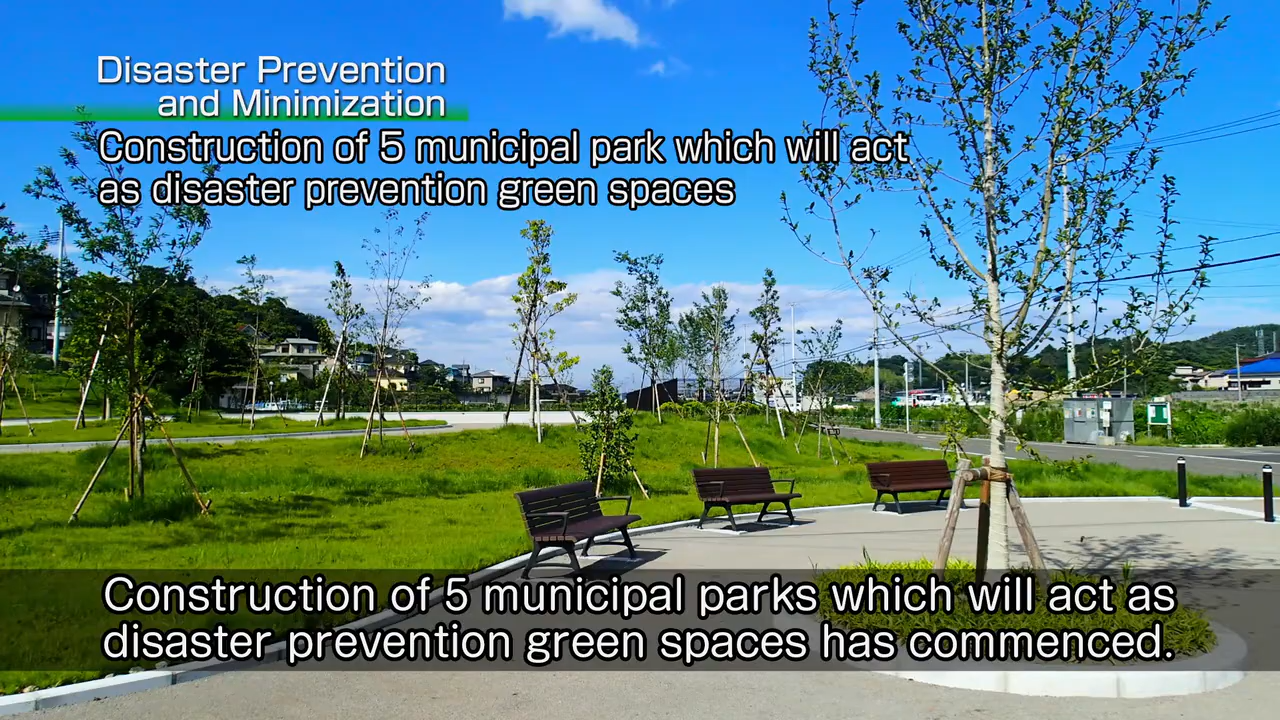 Disaster Prevention
and Minimization
Construction of 5 municipal park which will act
as disaster prevention green spaces
Construction of 5 municipal parks which will act as
disaster prevention green spaces has commenced.